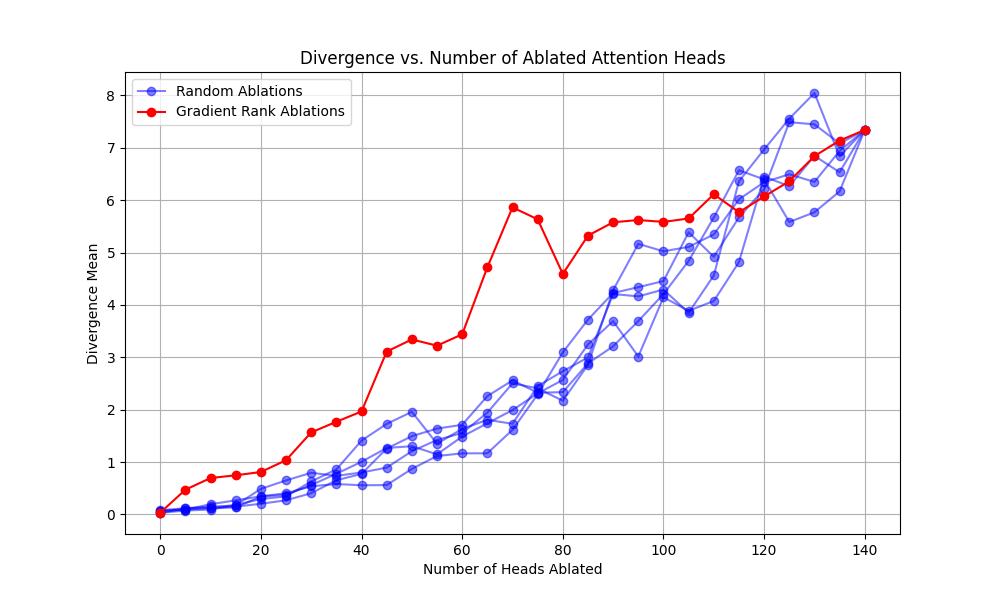 Divergence vs. Number of Ablated Attention Heads
Random Ablations
Gradient Rank Ablations
Divergence Mean
8
7
6
5
4
3
2
1
0
0 20 40 60 80 100 120 140
Number of Heads Ablated